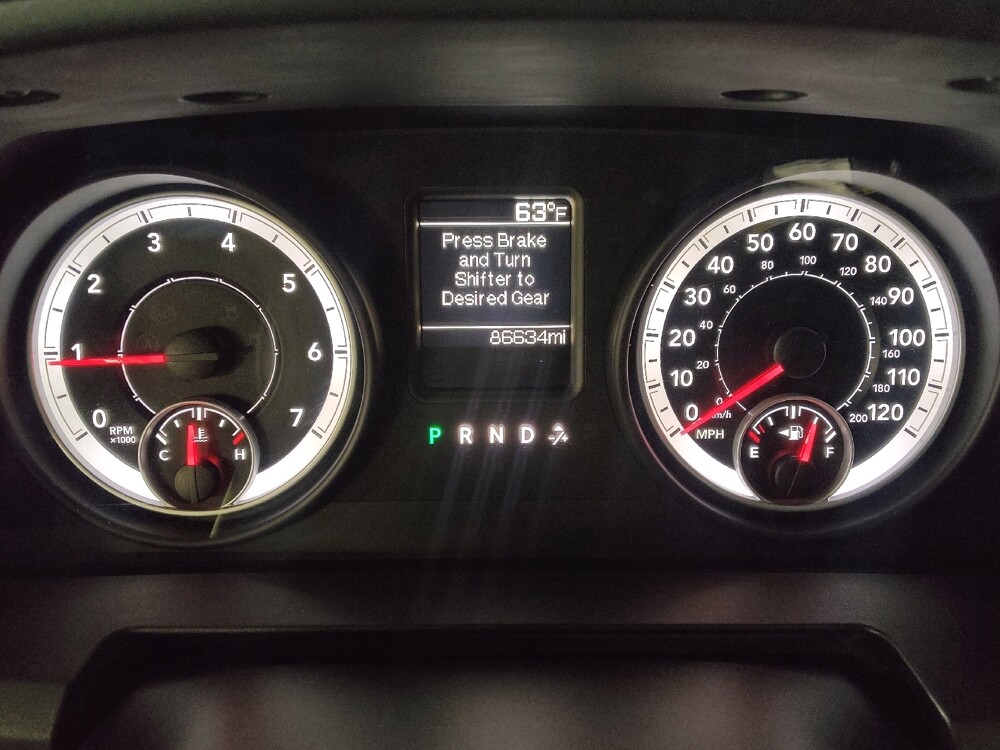 63°F
Press Brake
and Turn
Shifter to
Desired Gear
86634mi
P R N D -/+
0 1 2 3 4 5 6 7
RPM
x1000
C H
0 10 20 30 40 50 60 70 80 90 100 110 120
MPH
0 20 40 60 80 100 120 140 160 180 200
km/h
E F